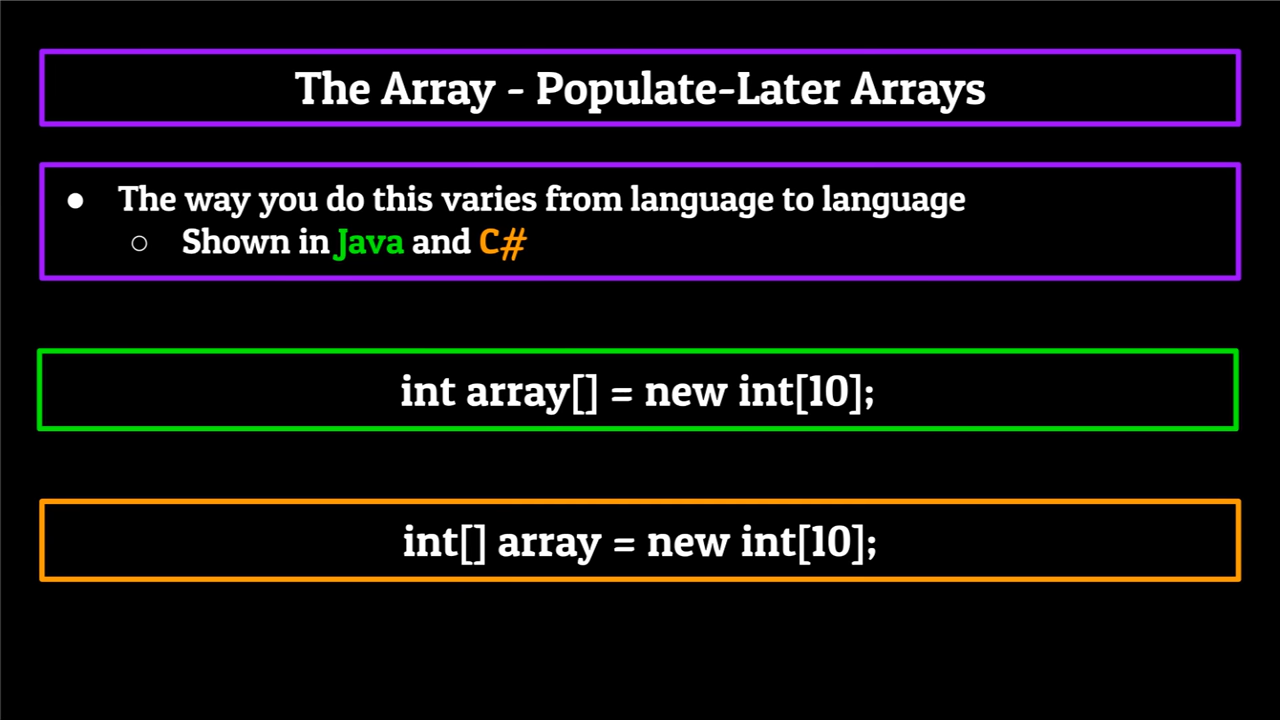 The Array - Populate-Later Arrays
● The way you do this varies from language to language
○ Shown in Java and C#
int array[] = new int[10];
int[] array = new int[10];